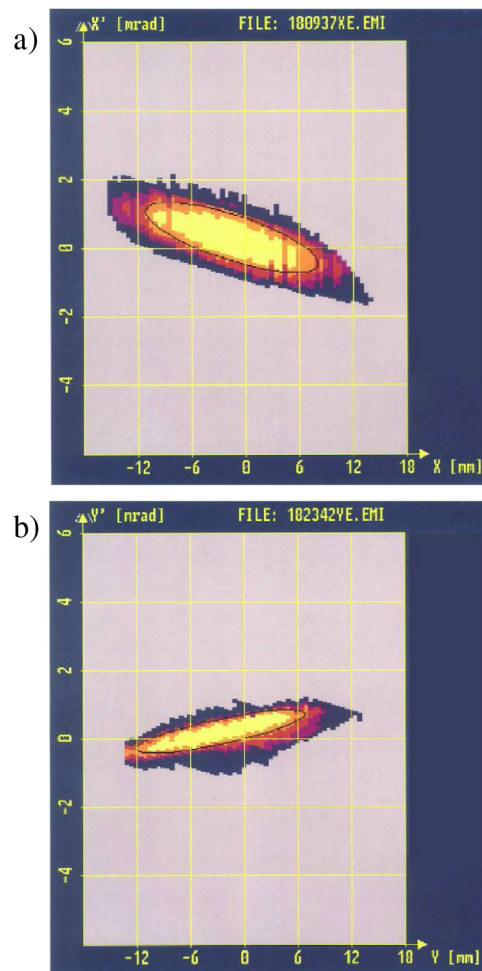 a)
X' [mrad] FILE: 180937XE.EMI
6
4
2
0
-2
-4
-12 -6 0 6 12 18 X [mm]
b)
Y' [mrad] FILE: 182342YE.EMI
6
4
2
0
-2
-4
-12 -6 0 6 12 18 Y [mm]